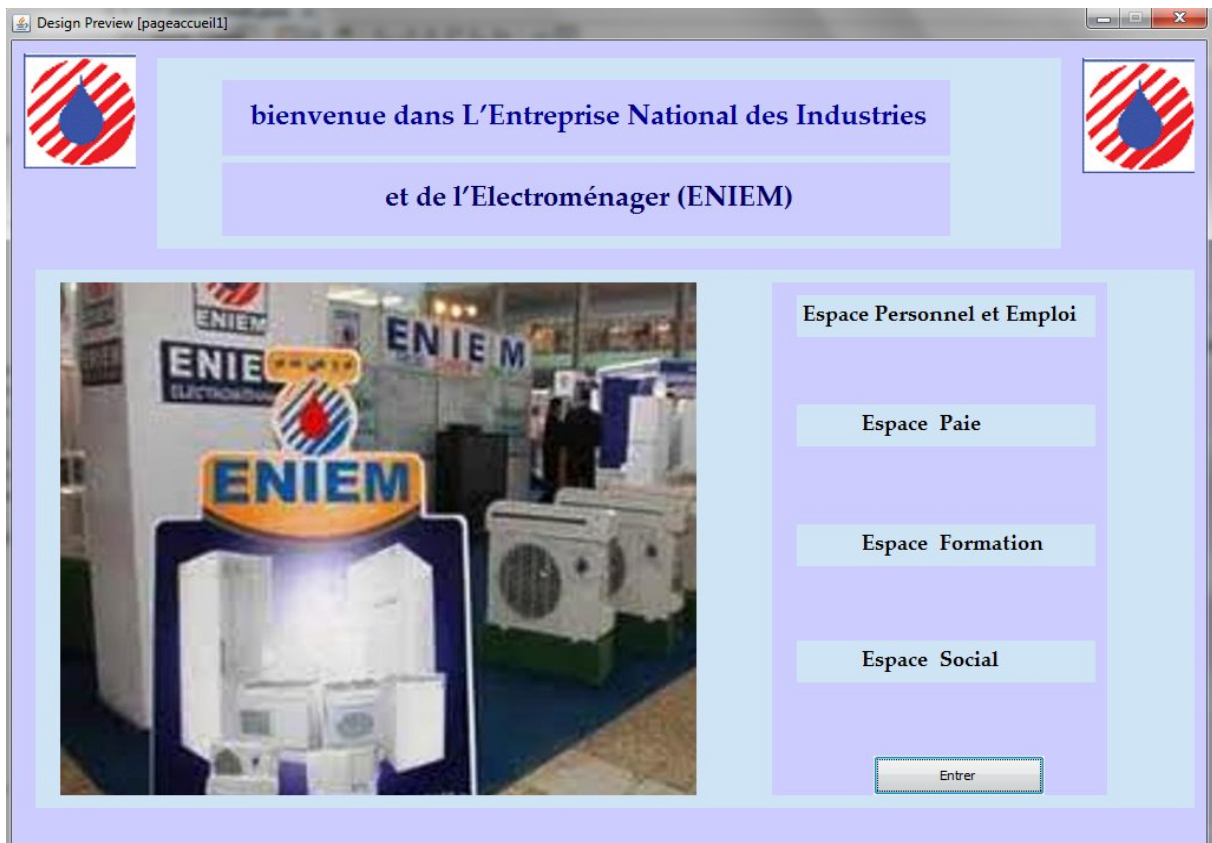 Design Preview [pageaccueil1]
bienvenue dans L’Entreprise National des Industries
et de l’Electroménager (ENIEM)
ENIEM
ENIE
ENIEM
ENIEM
Espace Personnel et Emploi
Espace Paie
Espace Formation
Espace Social
Entrer